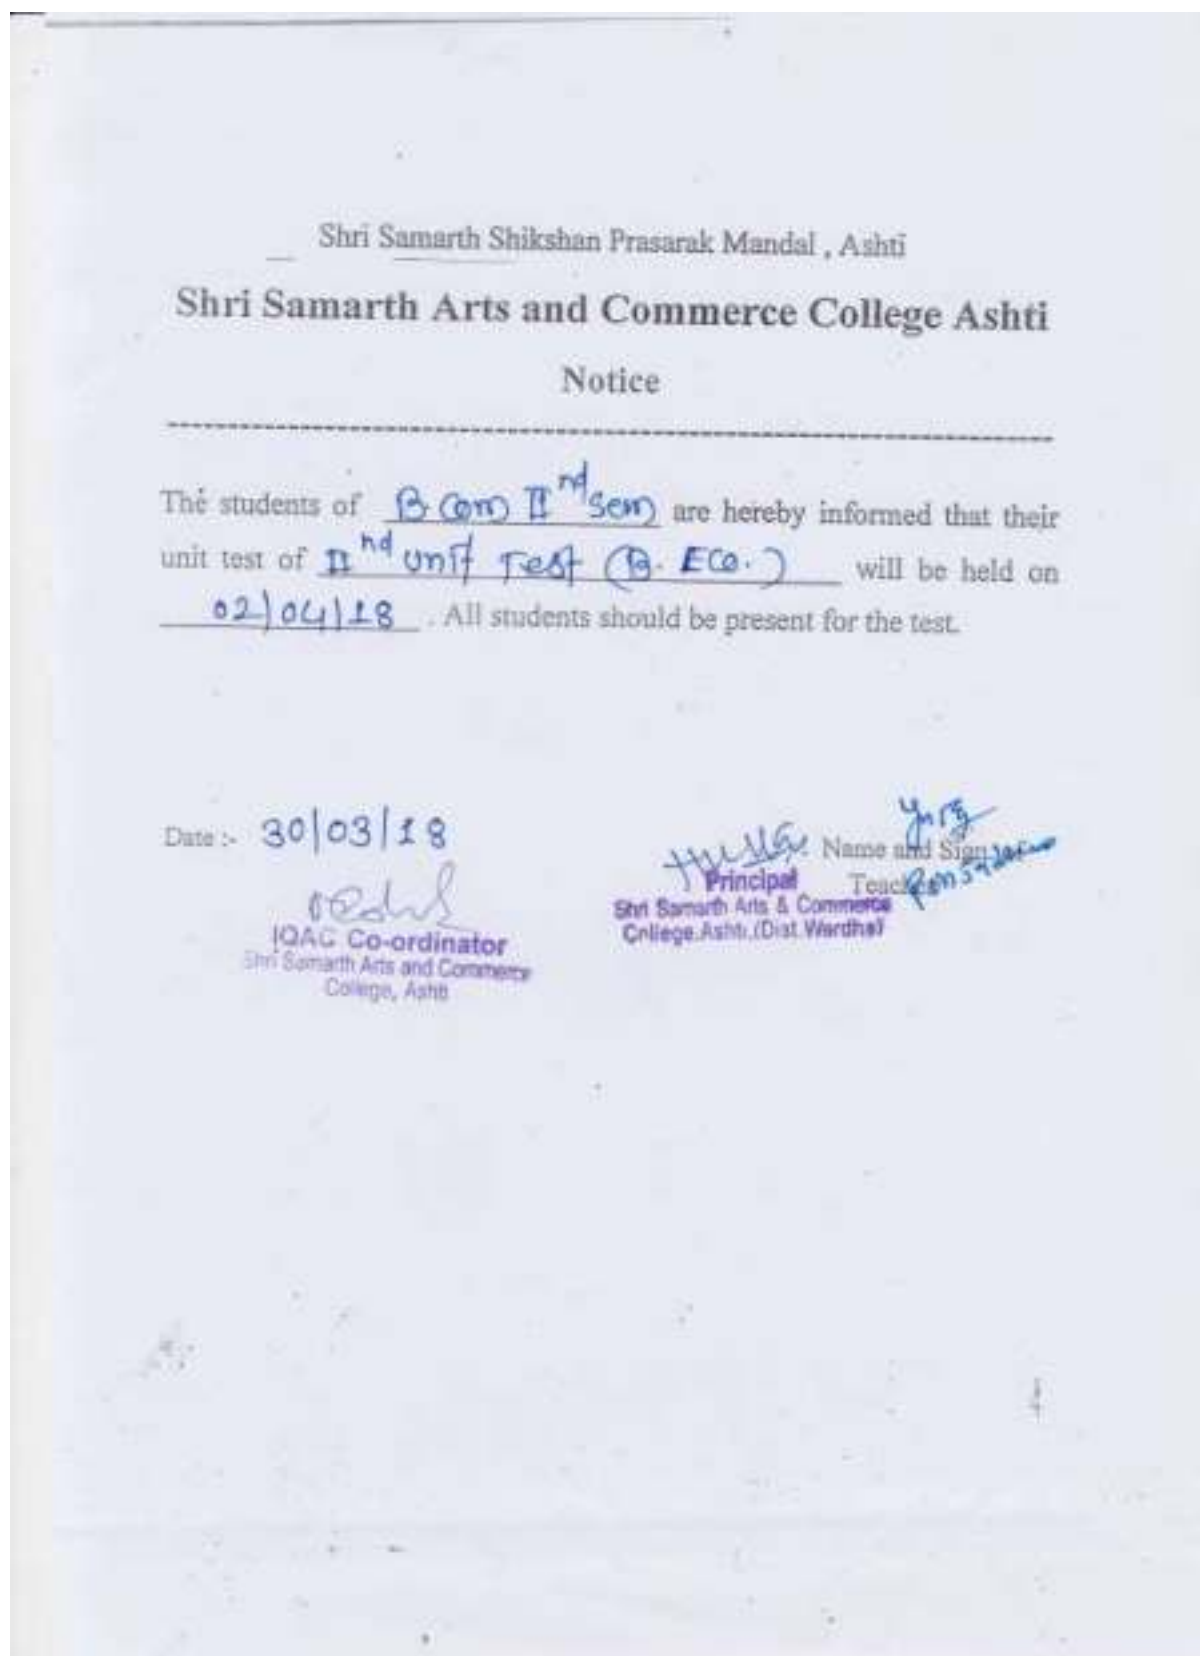 Shri Samarth Shikshan Prasarak Mandal , Ashti
Shri Samarth Arts and Commerce College Ashti
Notice
The students of B com II nd sem are hereby informed that their
unit test of II nd unit Test (B. Eco.) will be held on
02/04/18 . All students should be present for the test.
Date :- 30/03/18
Name and Sign
Principal
Shri Samarth Arts & Commerce
College,Ashti,(Dist.Wardha)
IQAC Co-ordinator
Shri Samarth Arts and Commerce
College, Ashti